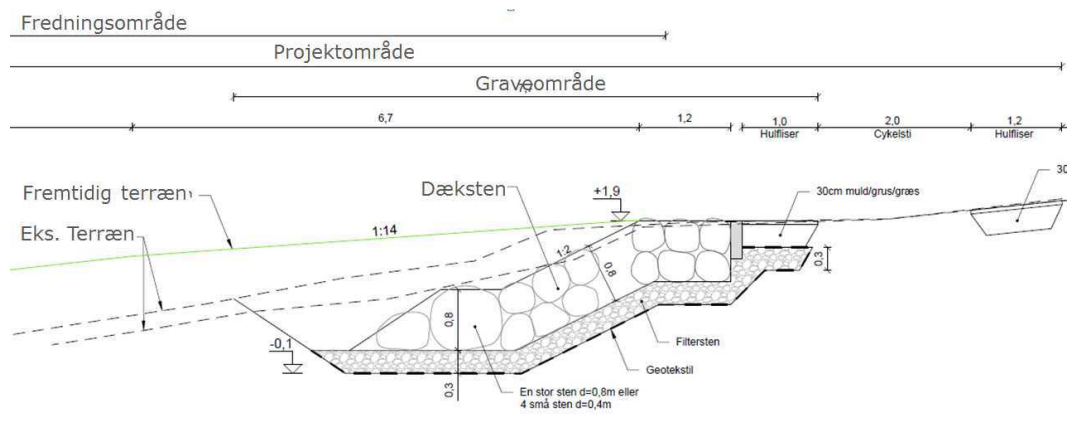 Fredningsområde
Projektområde
Graveområde
7,7
6,7
1,2
1,0
Hulfliser
2,0
Cykelsti
1,2
Hulfliser
Fremtidig terræn
Eks. Terræn
Dæksten
+1,9
30cm muld/grus/græs
30
1:14
1:2
0,8
0,3
0,8
Filtersten
-0,1
Geotekstil
0,3
En stor sten d=0,8m eller
4 små sten d=0,4m